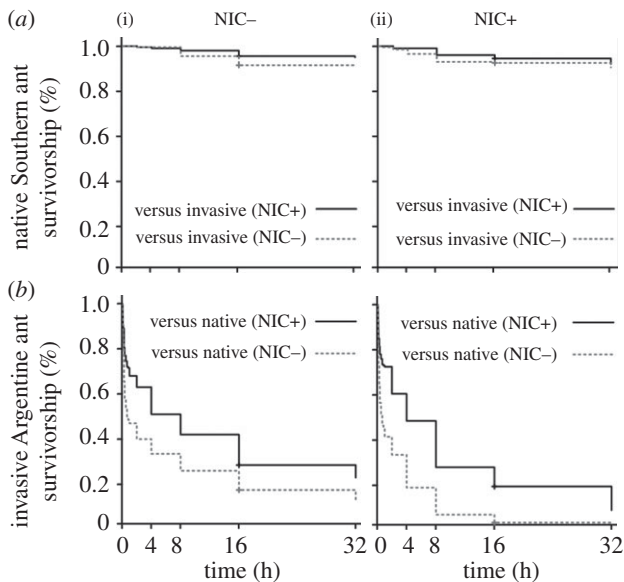 (a) (i) NIC– (ii) NIC+
native Southern ant
survivorship (%)
1.0
0.8
0.6
0.4
0.2
0
versus invasive (NIC+)
versus invasive (NIC–)
versus invasive (NIC+)
versus invasive (NIC–)
(b)
invasive Argentine ant
survivorship (%)
1.0
0.8
0.6
0.4
0.2
0
versus native (NIC+)
versus native (NIC–)
versus native (NIC+)
versus native (NIC–)
0 4 8 16 32 0 4 8 16 32
time (h) time (h)